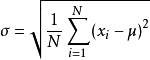 σ = √(1/N ∑_{i=1}^{N} (x_i − μ)²)